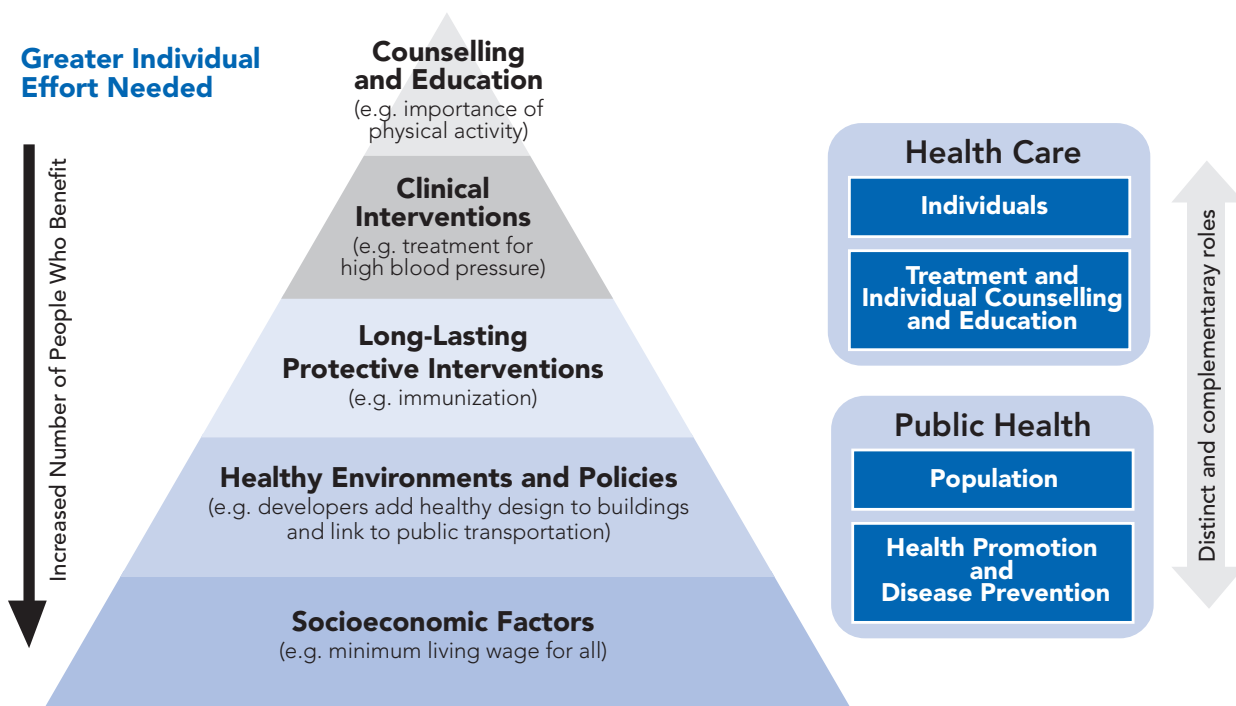 Greater Individual
Effort Needed
Increased Number of People Who Benefit
Counselling
and Education
(e.g. importance of
physical activity)
Clinical
Interventions
(e.g. treatment for
high blood pressure)
Long-Lasting
Protective Interventions
(e.g. immunization)
Healthy Environments and Policies
(e.g. developers add healthy design to buildings
and link to public transportation)
Socioeconomic Factors
(e.g. minimum living wage for all)
Health Care
Individuals
Treatment and
Individual Counselling
and Education
Public Health
Population
Health Promotion
and
Disease Prevention
Distinct and complementaray roles